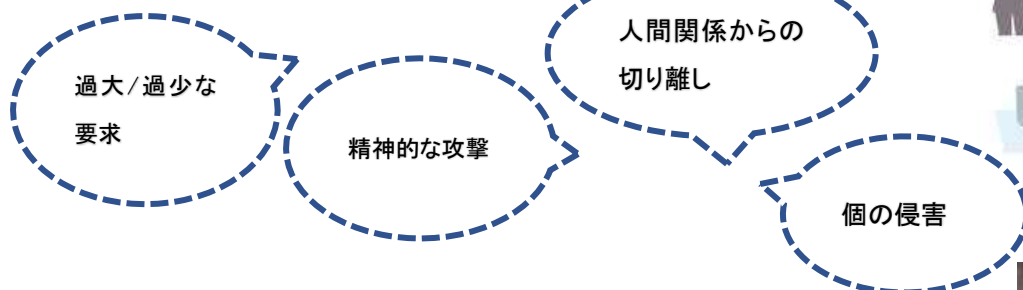 過大/過少な
要求
精神的な攻撃
人間関係からの
切り離し
個の侵害